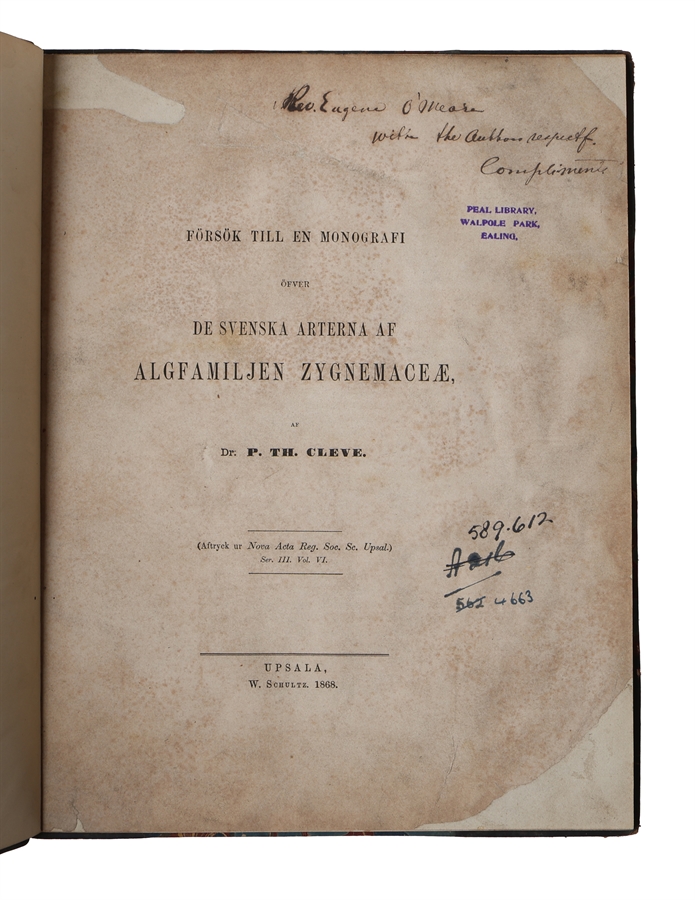 Rev. Eugene O'Meara
with the Authors respectf.
Compliments
PEAL LIBRARY,
WALPOLE PARK,
EALING.
FÖRSÖK TILL EN MONOGRAFI
ÖFVER
DE SVENSKA ARTERNA AF
ALGFAMILJEN ZYGNEMACEÆ,
AF
Dr. P. TH. CLEVE.
(Aftryck ur Nova Acta Reg. Soc. Sc. Upsal.)
Ser. III. Vol. VI.
589.612
4663
UPSALA,
W. SCHULTZ. 1868.